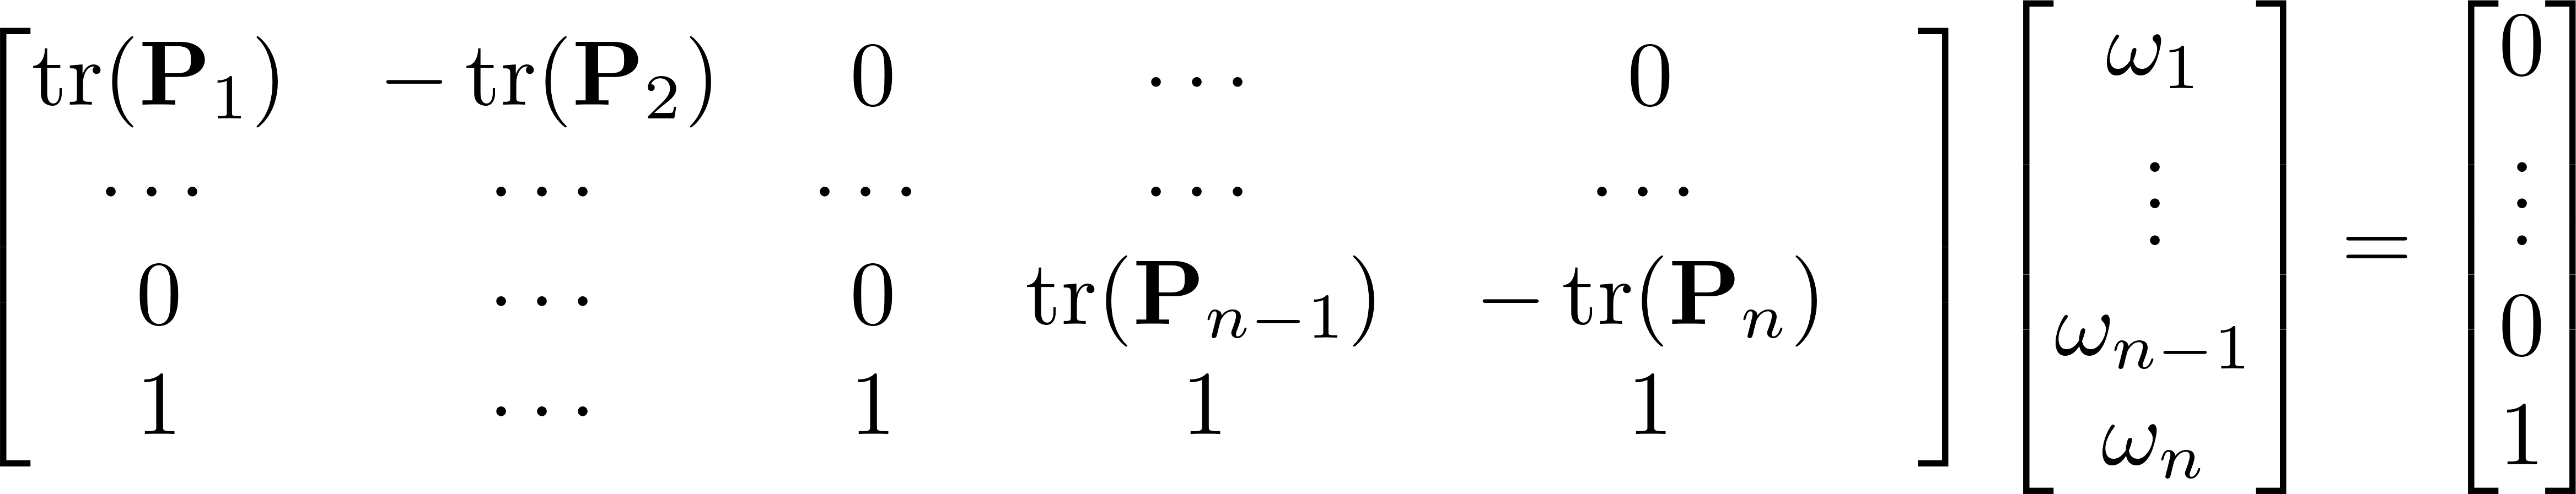 tr(𝐏₁) − tr(𝐏₂) 0 ⋯ 0 ω₁ 0
⋯ ⋯ ⋯ ⋯ ⋯ ⋮ ⋮
0 ⋯ 0 tr(𝐏ₙ₋₁) − tr(𝐏ₙ) ωₙ₋₁ = 0
1 ⋯ 1 1 1 ωₙ 1